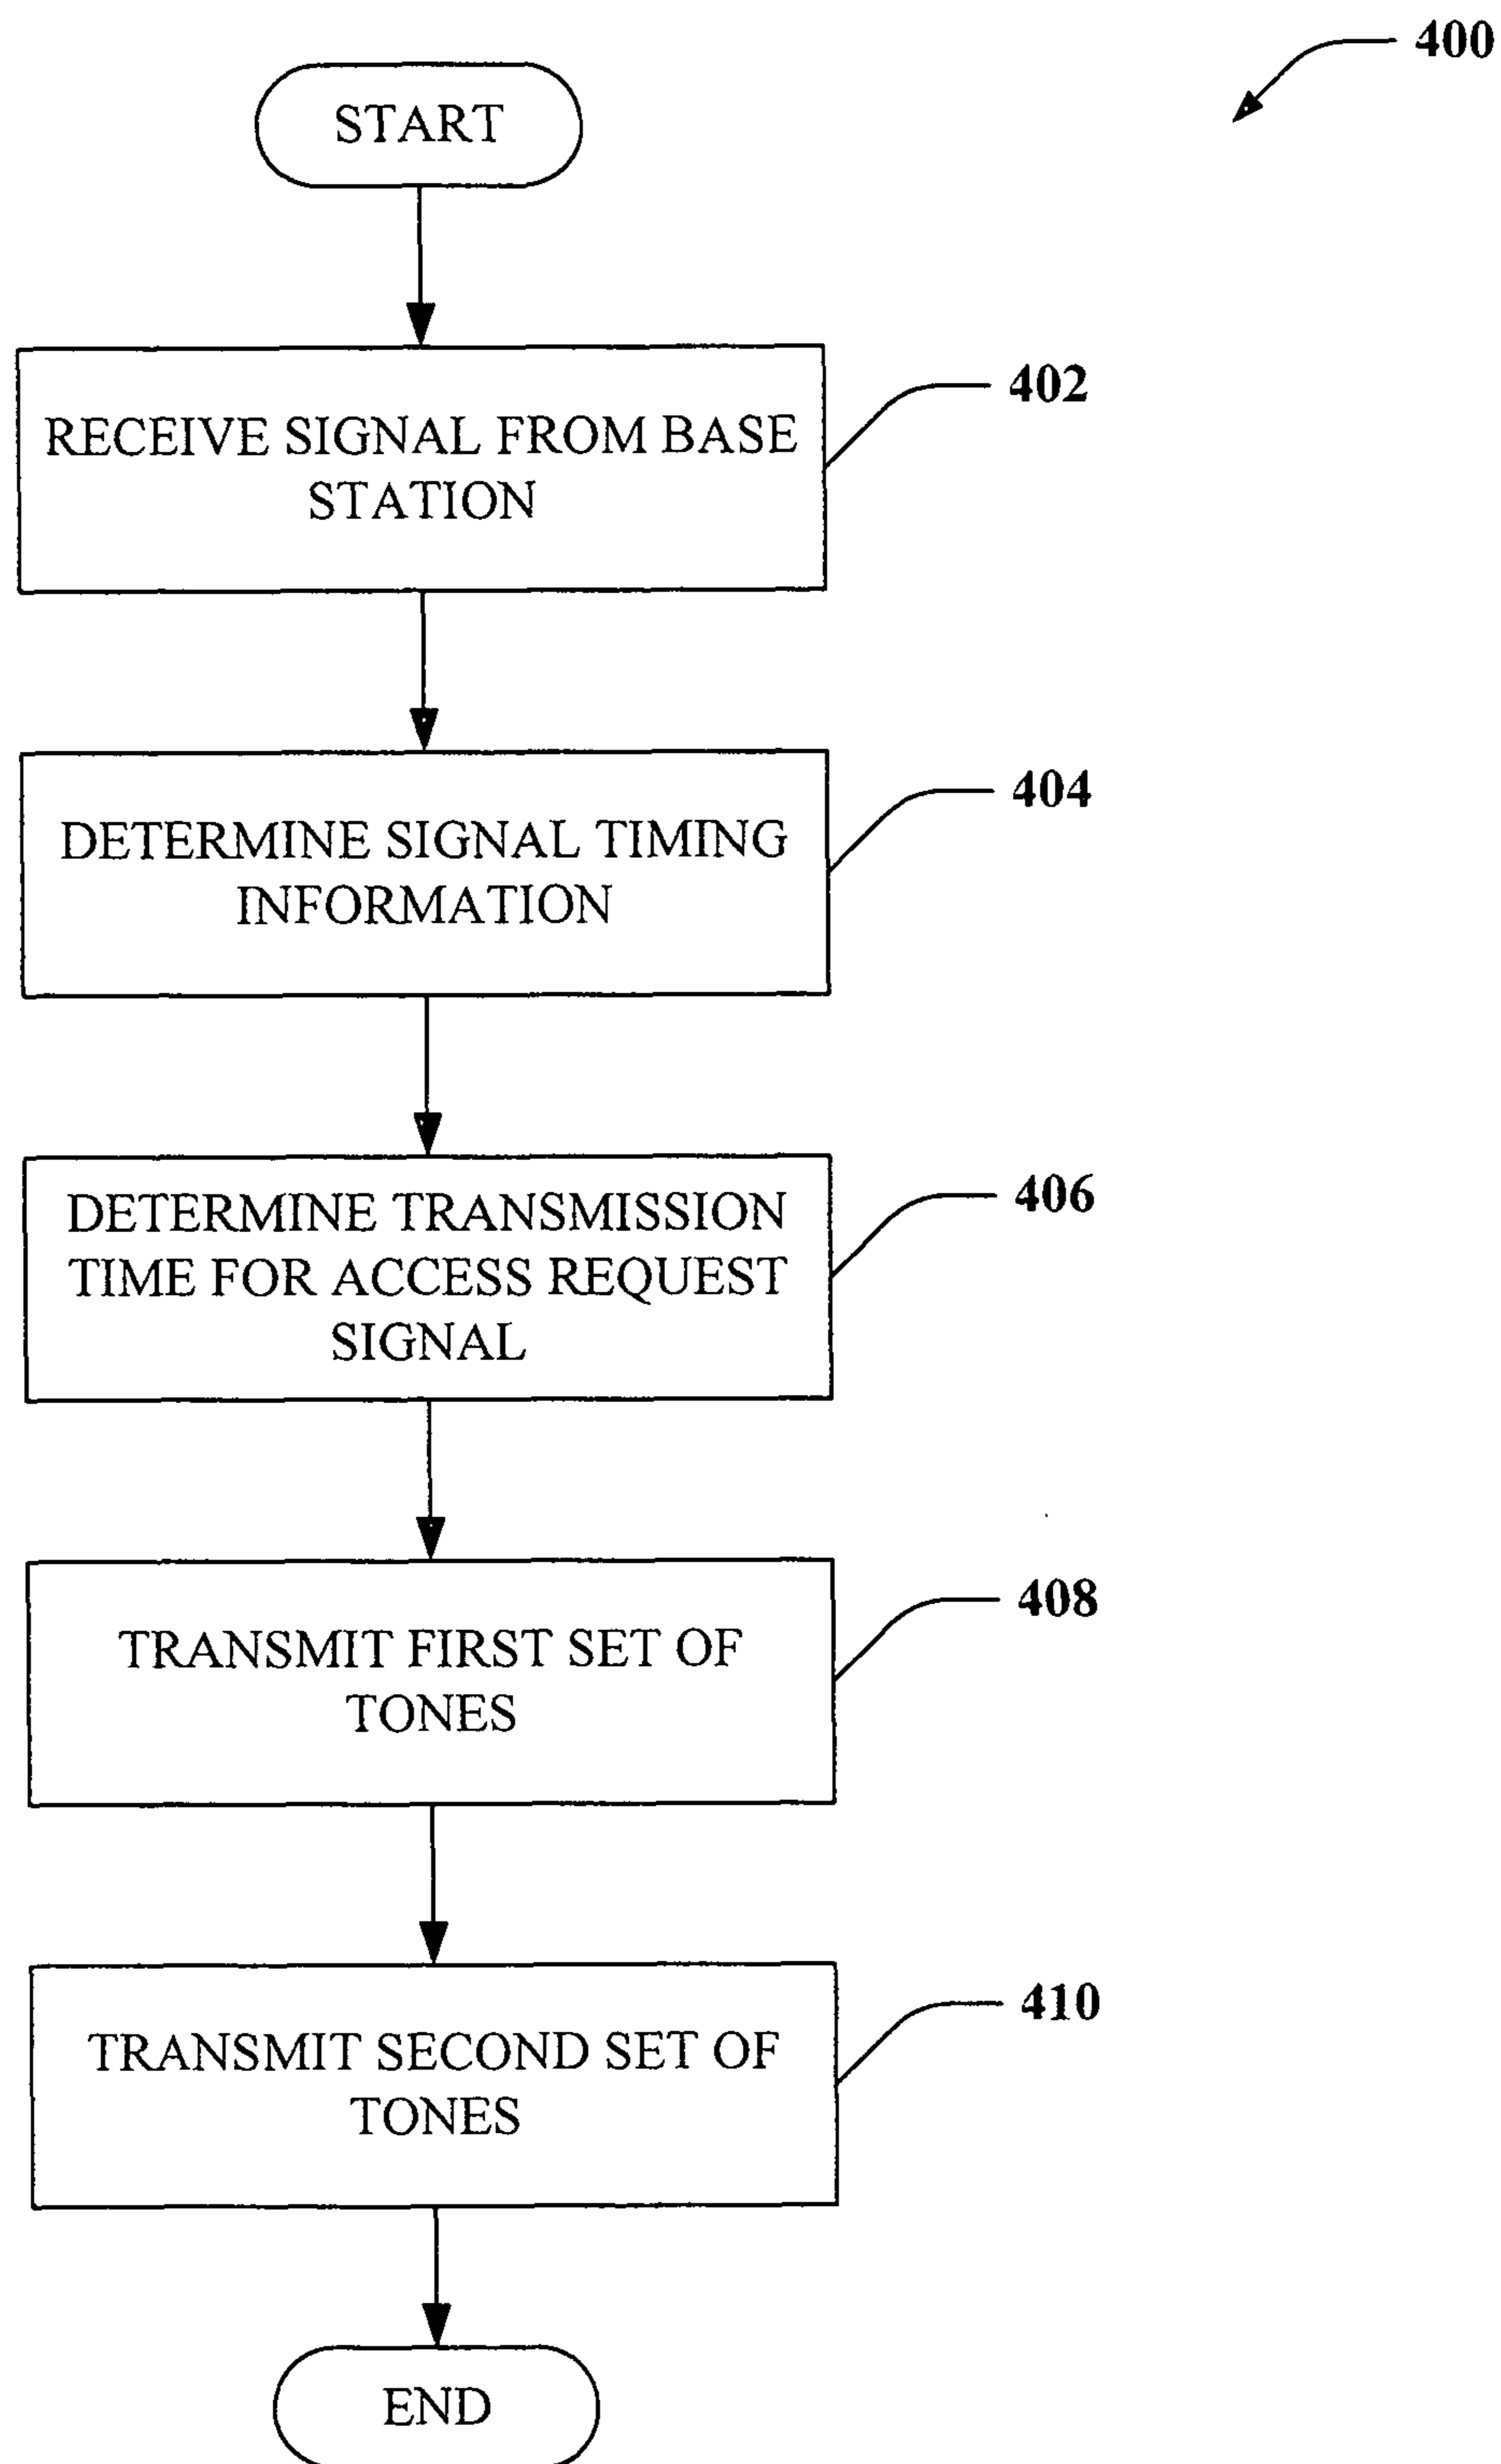 400
START
RECEIVE SIGNAL FROM BASE
STATION
402
DETERMINE SIGNAL TIMING
INFORMATION
404
DETERMINE TRANSMISSION
TIME FOR ACCESS REQUEST
SIGNAL
406
TRANSMIT FIRST SET OF
TONES
408
TRANSMIT SECOND SET OF
TONES
410
END